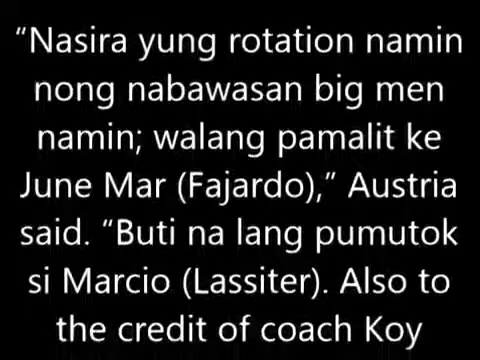 “Nasira yung rotation namin
nong nabawasan big men
namin; walang pamalit ke
June Mar (Fajardo),” Austria
said. “Buti na lang pumutok
si Marcio (Lassiter). Also to
the credit of coach Koy